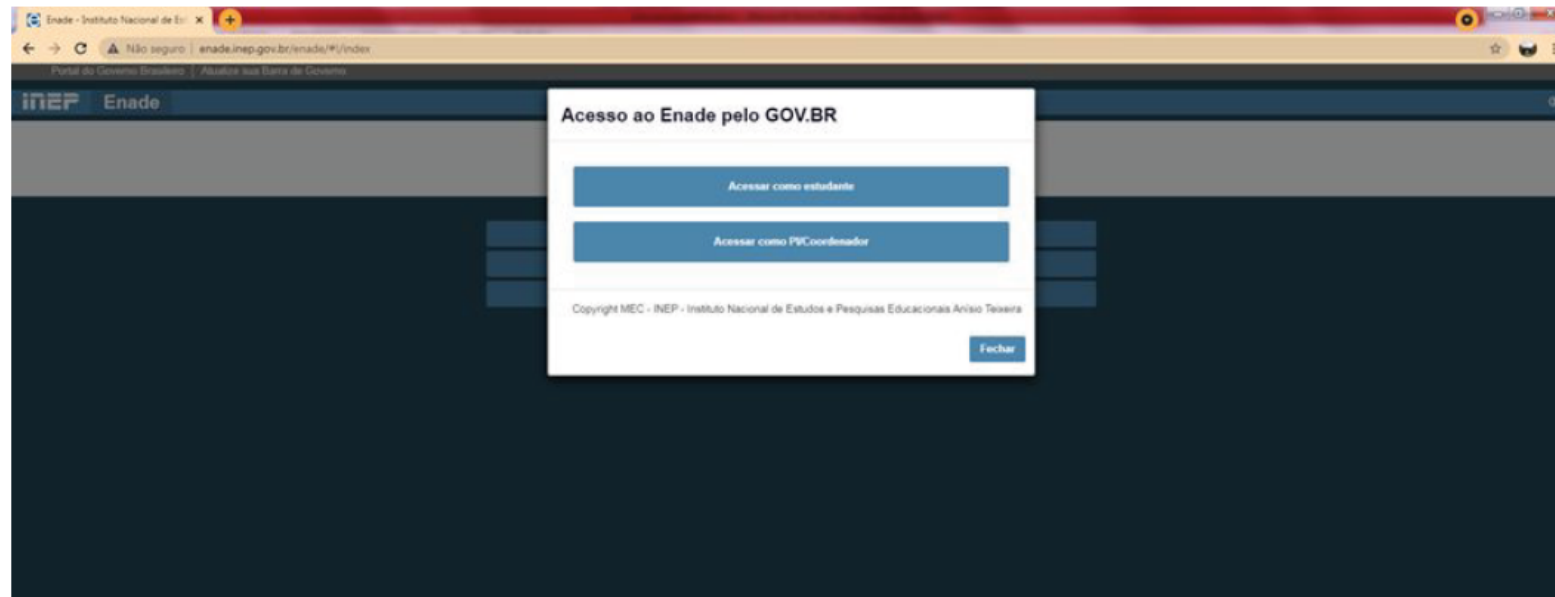 Enade - Instituto Nacional de Est
Não seguro | enade.inep.gov.br/enade/#!/index
Portal do Governo Brasileiro | Atualize sua Barra de Governo
inep Enade
Acesso ao Enade pelo GOV.BR
Acessar como estudante
Acessar como PI/Coordenador
Copyright MEC - INEP - Instituto Nacional de Estudos e Pesquisas Educacionais Anísio Teixeira
Fechar